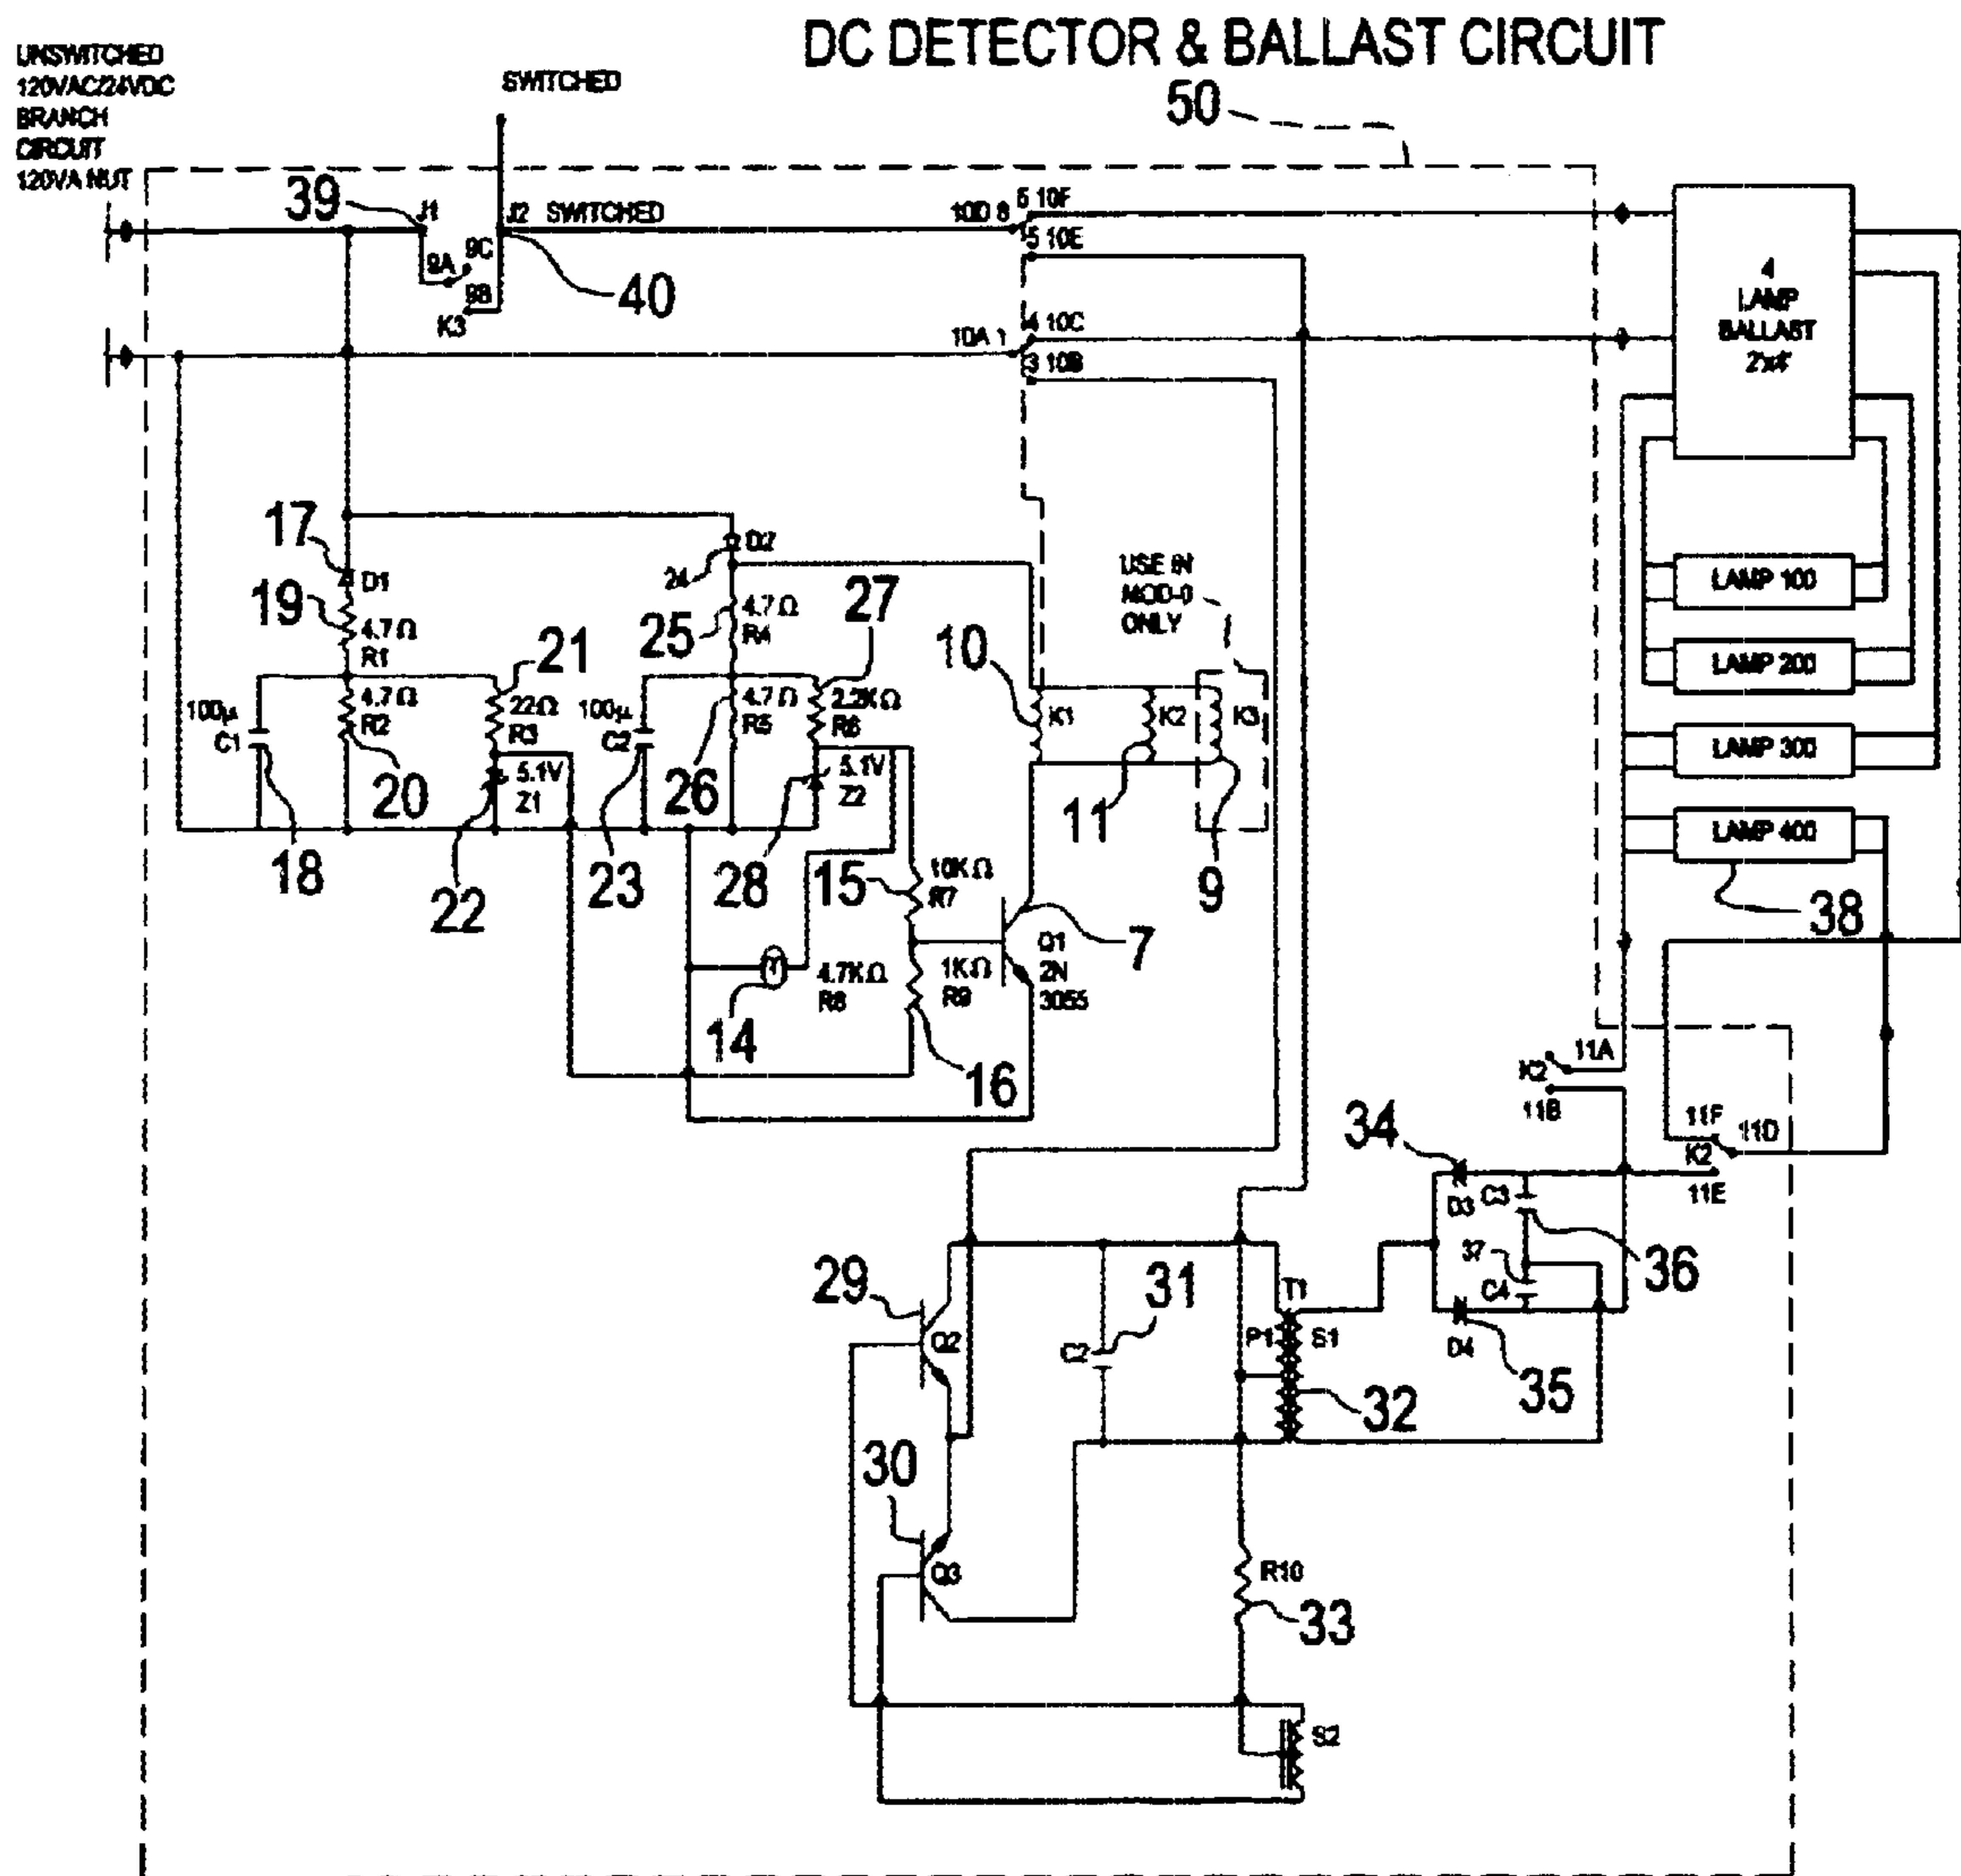 DC DETECTOR & BALLAST CIRCUIT
UNSWITCHED
120VAC/24VDC
BRANCH
CIRCUIT
SWITCHED
50
39
J1
J2 SWITCHED
9C
9A
9B
K3
40
10D 8
5 10F
5 10E
4 10C
10A 1
3 10B
4
LAMP
BALLAST
2'x4'
LAMP 100
LAMP 200
LAMP 300
LAMP 400
38
17
D1
19
4.7Ω
R1
21
100µ
C1
4.7Ω
R2
22Ω
R3
5.1V
Z1
18
20
22
D2
24
25
4.7Ω
R4
27
100µ
C2
4.7Ω
R5
2.2KΩ
R6
5.1V
Z2
23
26
28
USE IN
MOD-0
ONLY
10
K1
K2
K3
11
9
15
10KΩ
R7
7
Q1
2N
3055
4.7KΩ
R8
1KΩ
R9
14
16
K2
11A
11B
11F
11D
K2
11E
34
D3
C3
36
37
C4
D4
35
29
Q2
31
C2
T1
P1
S1
32
30
Q3
R10
33
S2